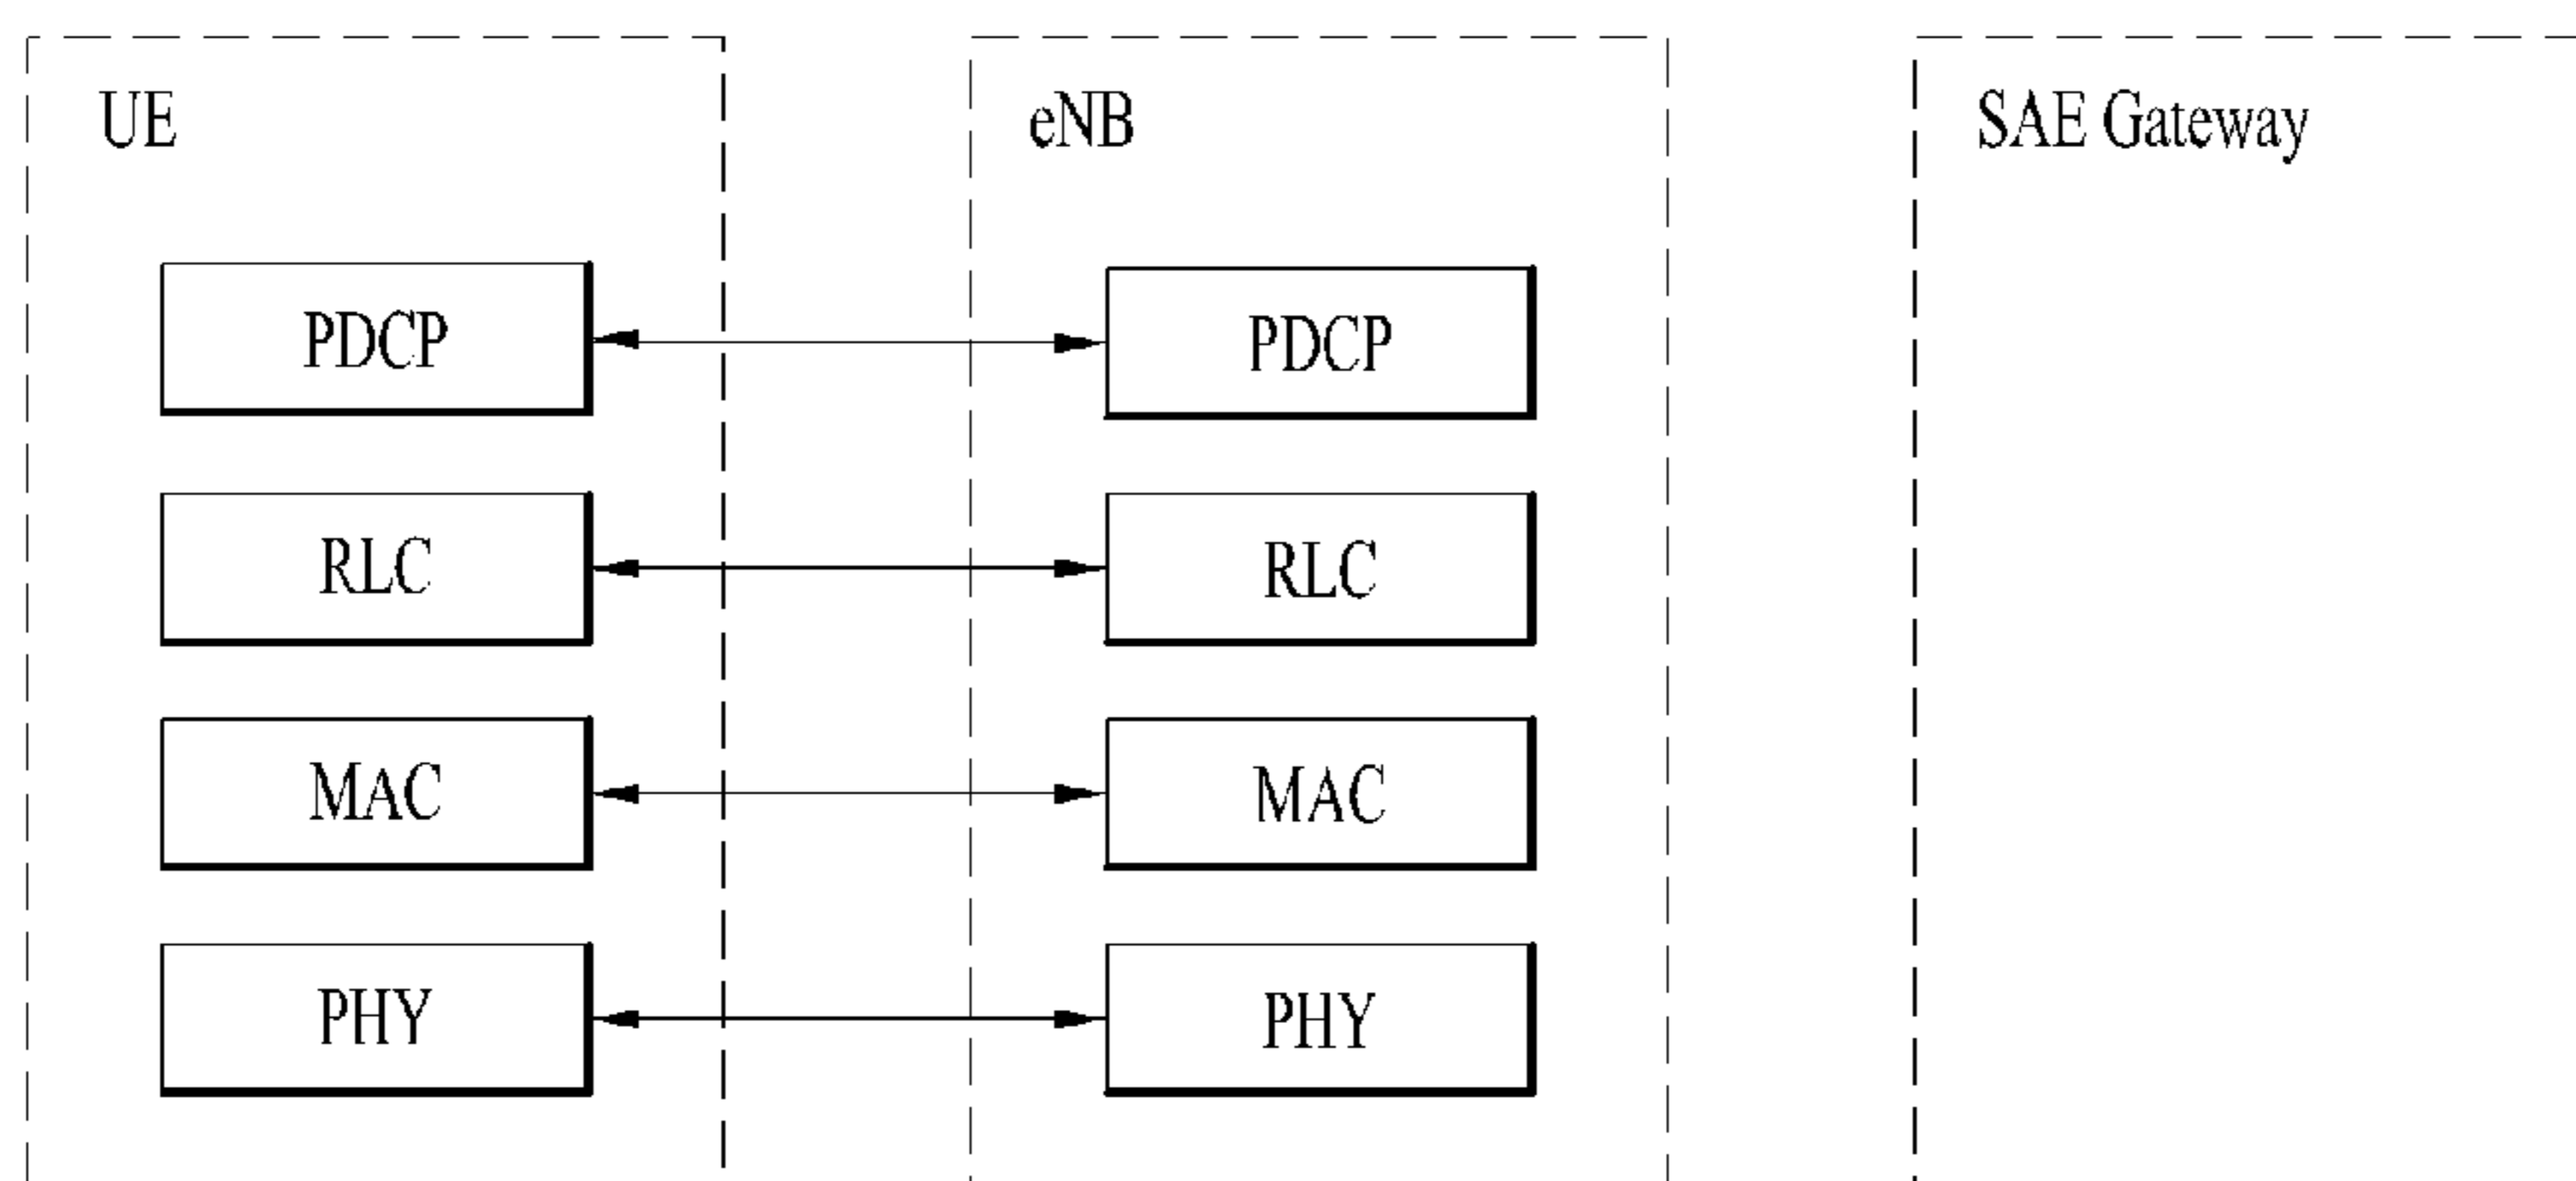 UE
eNB
SAE Gateway
PDCP
PDCP
RLC
RLC
MAC
MAC
PHY
PHY